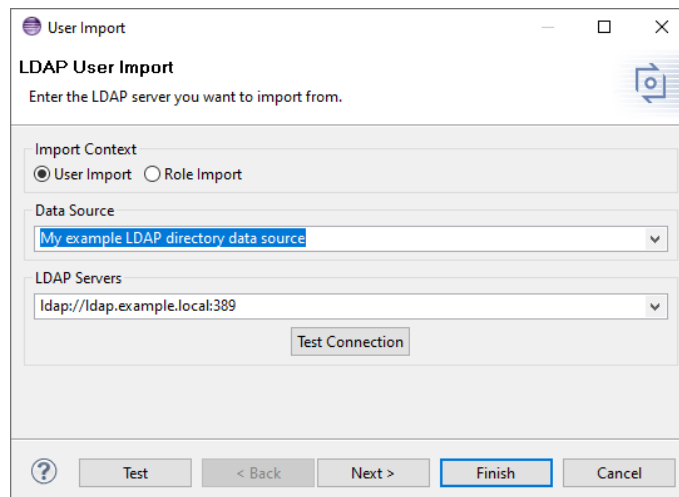 User Import
LDAP User Import
Enter the LDAP server you want to import from.
Import Context
User Import Role Import
Data Source
My example LDAP directory data source
LDAP Servers
ldap://ldap.example.local:389
Test Connection
? Test < Back Next > Finish Cancel